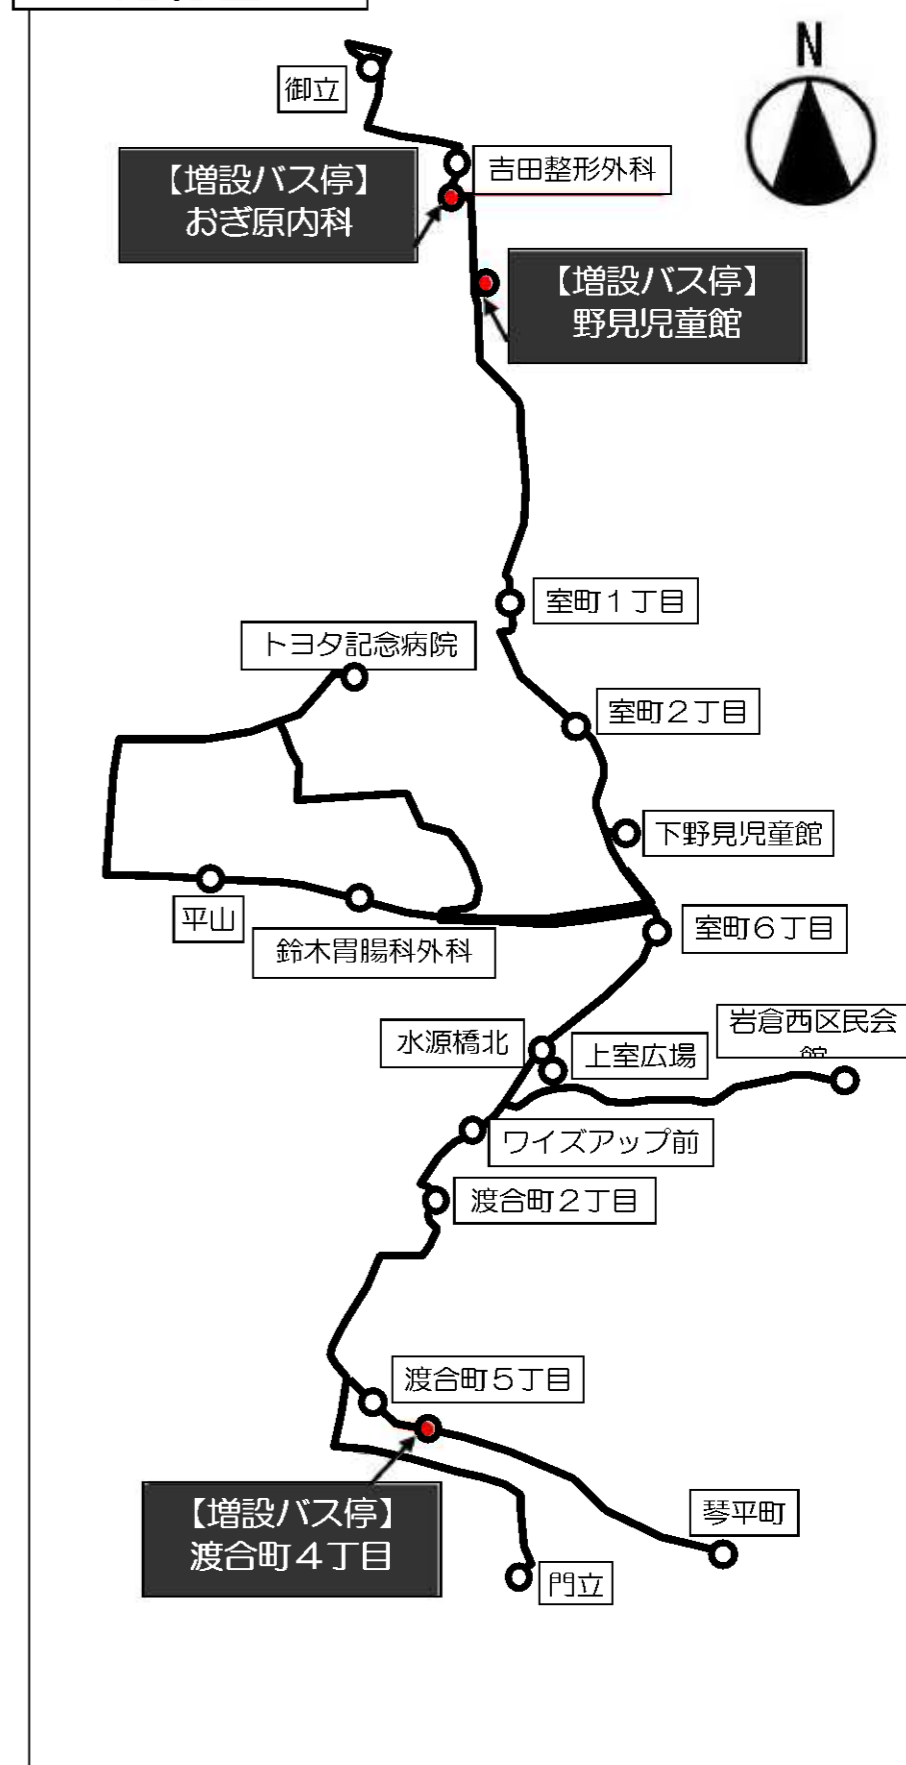 N
御立
吉田整形外科
【増設バス停】
おぎ原内科
【増設バス停】
野見児童館
室町１丁目
トヨタ記念病院
室町２丁目
下野見児童館
平山
鈴木胃腸科外科
室町６丁目
岩倉西区民会
館
水源橋北
上室広場
ワイズアップ前
渡合町２丁目
渡合町５丁目
【増設バス停】
渡合町４丁目
琴平町
門立